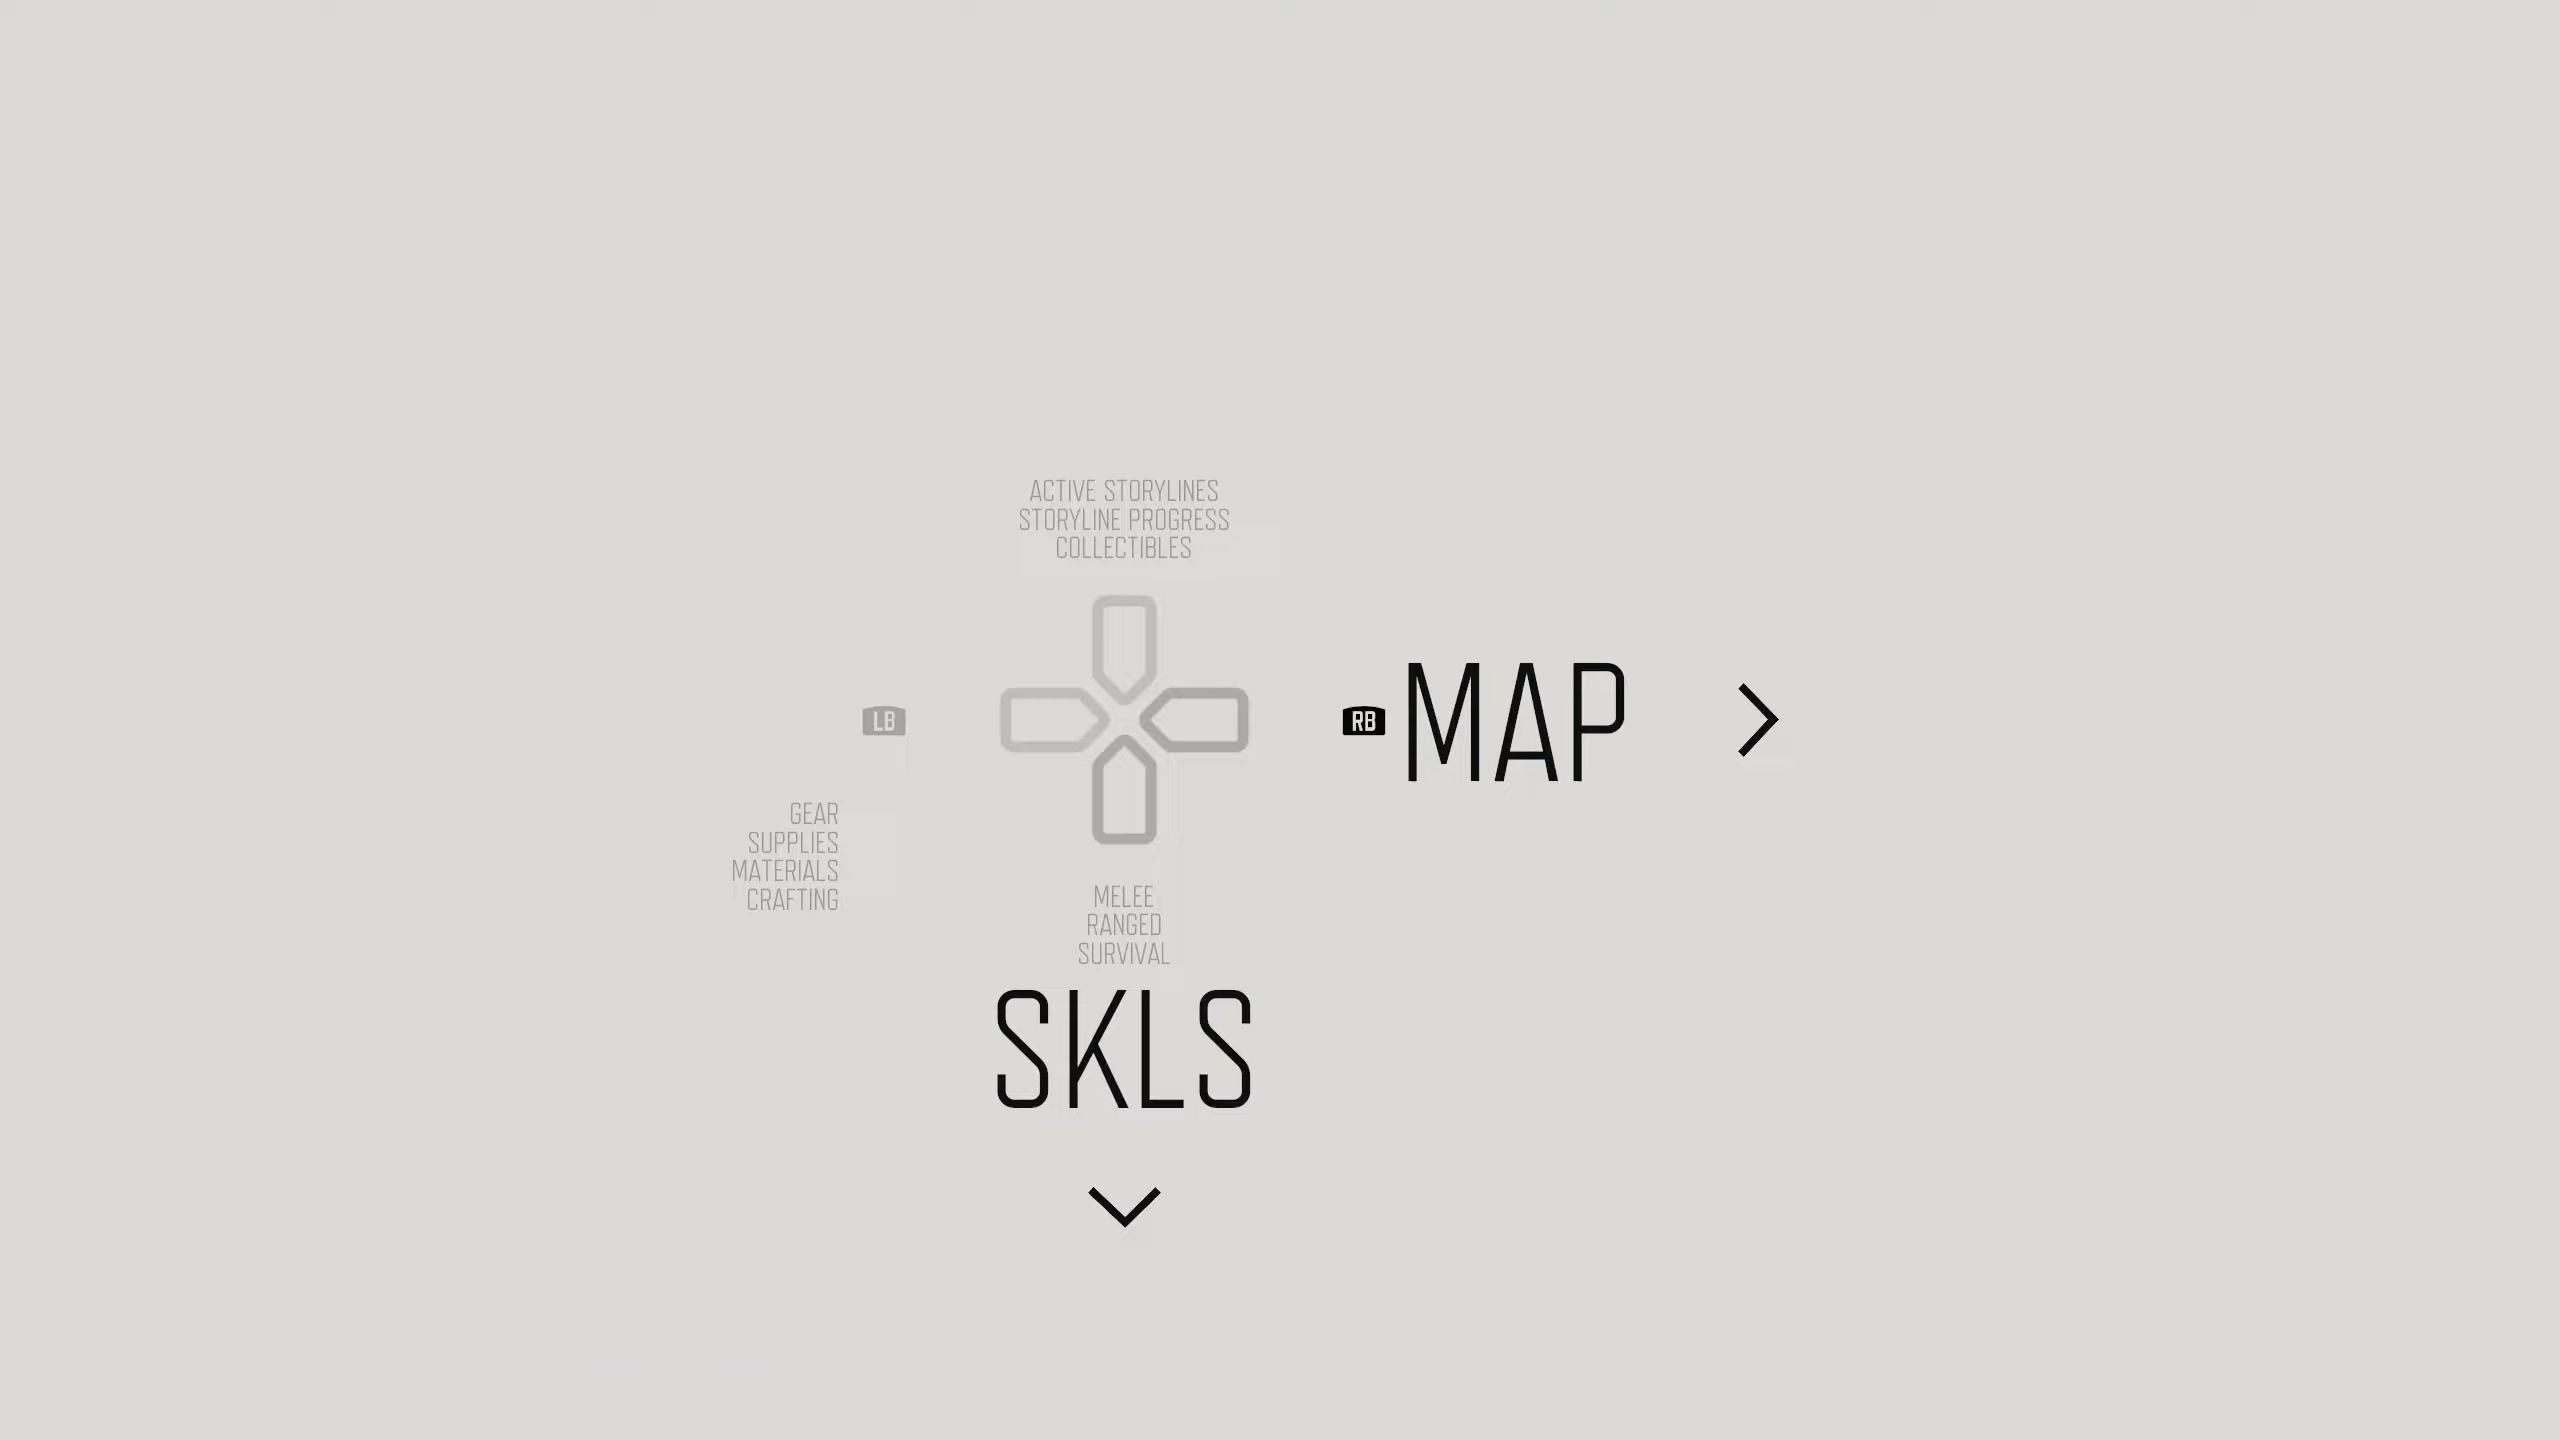 ACTIVE STORYLINES
STORYLINE PROGRESS
COLLECTIBLES
LB
RB MAP
GEAR
SUPPLIES
MATERIALS
CRAFTING
MELEE
RANGED
SURVIVAL
SKLS